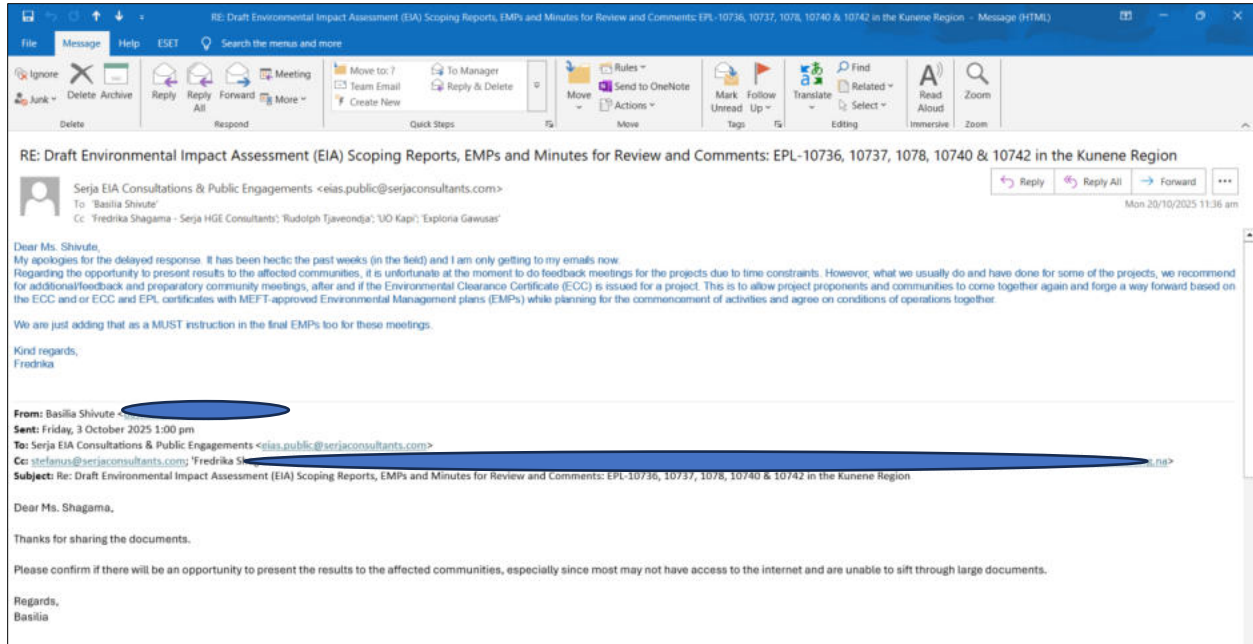 RE: Draft Environmental Impact Assessment (EIA) Scoping Reports, EMPs and Minutes for Review and Comments: EPL-10736, 10737, 1078, 10740 & 10742 in the Kunene Region - Message (HTML)
File Message Help ESET Search the menus and more
Ignore
Junk
Delete Archive
Reply Reply All Forward
Meeting
More
Move to: ?
Team Email
Create New
To Manager
Reply & Delete
Move
Rules
Send to OneNote
Actions
Mark Unread
Follow Up
Translate
Find
Related
Select
Read Aloud
Zoom
Delete Respond Quick Steps Move Tags Editing Immersive Zoom
RE: Draft Environmental Impact Assessment (EIA) Scoping Reports, EMPs and Minutes for Review and Comments: EPL-10736, 10737, 1078, 10740 & 10742 in the Kunene Region
Serja EIA Consultations & Public Engagements <eias.public@serjaconsultants.com>
To 'Basilia Shivute'
Cc 'Fredrika Shagama - Serja HGE Consultants'; 'Rudolph Tjaveondja'; 'UO Kapi'; 'Exploria Gawusas'
Reply Reply All Forward
Mon 20/10/2025 11:36 am
Dear Ms. Shivute,
My apologies for the delayed response. It has been hectic the past weeks (in the field) and I am only getting to my emails now.
Regarding the opportunity to present results to the affected communities, it is unfortunate at the moment to do feedback meetings for the projects due to time constraints. However, what we usually do and have done for some of the projects, we recommend
for additional/feedback and preparatory community meetings, after and if the Environmental Clearance Certificate (ECC) is issued for a project. This is to allow project proponents and communities to come together again and forge a way forward based on
the ECC and or ECC and EPL certificates with MEFT-approved Environmental Management plans (EMPs) while planning for the commencement of activities and agree on conditions of operations together.
We are just adding that as a MUST instruction in the final EMPs too for these meetings.
Kind regards,
Fredrika
From: Basilia Shivute <
Sent: Friday, 3 October 2025 1:00 pm
To: Serja EIA Consultations & Public Engagements <eias.public@serjaconsultants.com>
Cc: stefanus@serjaconsultants.com; 'Fredrika
Subject: Re: Draft Environmental Impact Assessment (EIA) Scoping Reports, EMPs and Minutes for Review and Comments: EPL-10736, 10737, 1078, 10740 & 10742 in the Kunene Region
Dear Ms. Shagama,
Thanks for sharing the documents.
Please confirm if there will be an opportunity to present the results to the affected communities, especially since most may not have access to the internet and are unable to sift through large documents.
Regards,
Basilia